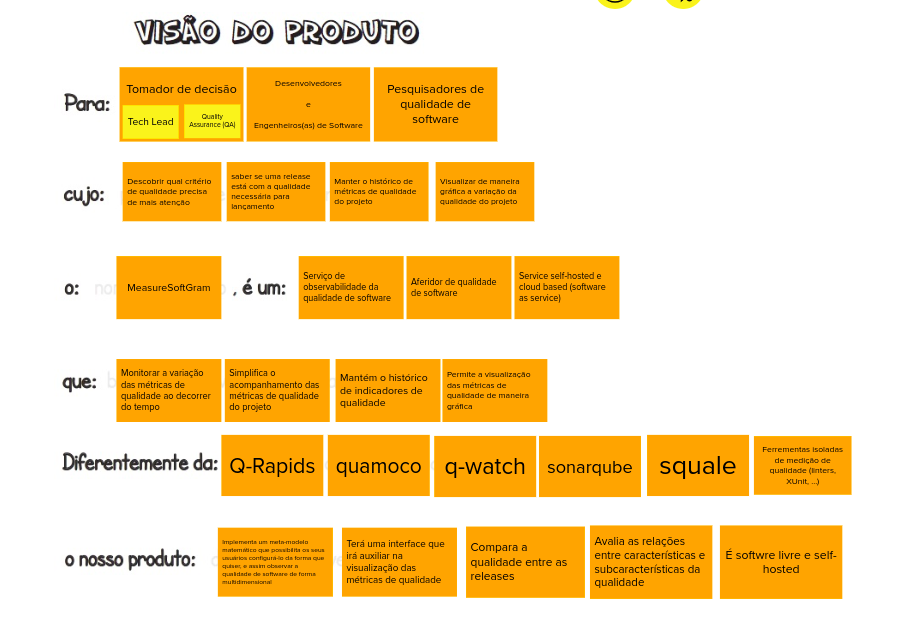 VISÃO DO PRODUTO
Para:
Tomador de decisão
Tech Lead
Quality
Assurance (QA)
Desenvolvedores
e
Engenheiros(as) de Software
Pesquisadores de
qualidade de
software
cujo:
Descobrir qual critério
de qualidade precisa
de mais atenção
saber se uma release
está com a qualidade
necessária para
lançamento
Manter o histórico de
métricas de qualidade
do projeto
Visualizar de maneira
gráfica a variação da
qualidade do projeto
o:
MeasureSoftGram
, é um:
Serviço de
observabilidade da
qualidade de software
Aferidor de qualidade
de software
Service self-hosted e
cloud based (software
as service)
que:
Monitorar a variação
das métricas de
qualidade ao decorrer
do tempo
Simplifica o
acompanhamento das
métricas de qualidade
do projeto
Mantém o histórico
de indicadores de
qualidade
Permite a visualização
das métricas de
qualidade de maneira
gráfica
Diferentemente da:
Q-Rapids
quamoco
q-watch
sonarqube
squale
Ferrementas isoladas
de medição de
qualidade (linters,
XUnit, ...)
o nosso produto:
Implementa um meta-modelo
matemático que possibilita os seus
usuários configurá-lo da forma que
quiser, e assim observar a
qualidade de software de forma
multidimensional
Terá uma interface que
irá auxiliar na
visualização das
métricas de qualidade
Compara a
qualidade entre as
releases
Avalia as relações
entre características e
subcaracterísticas da
qualidade
É softwre livre e self-
hosted